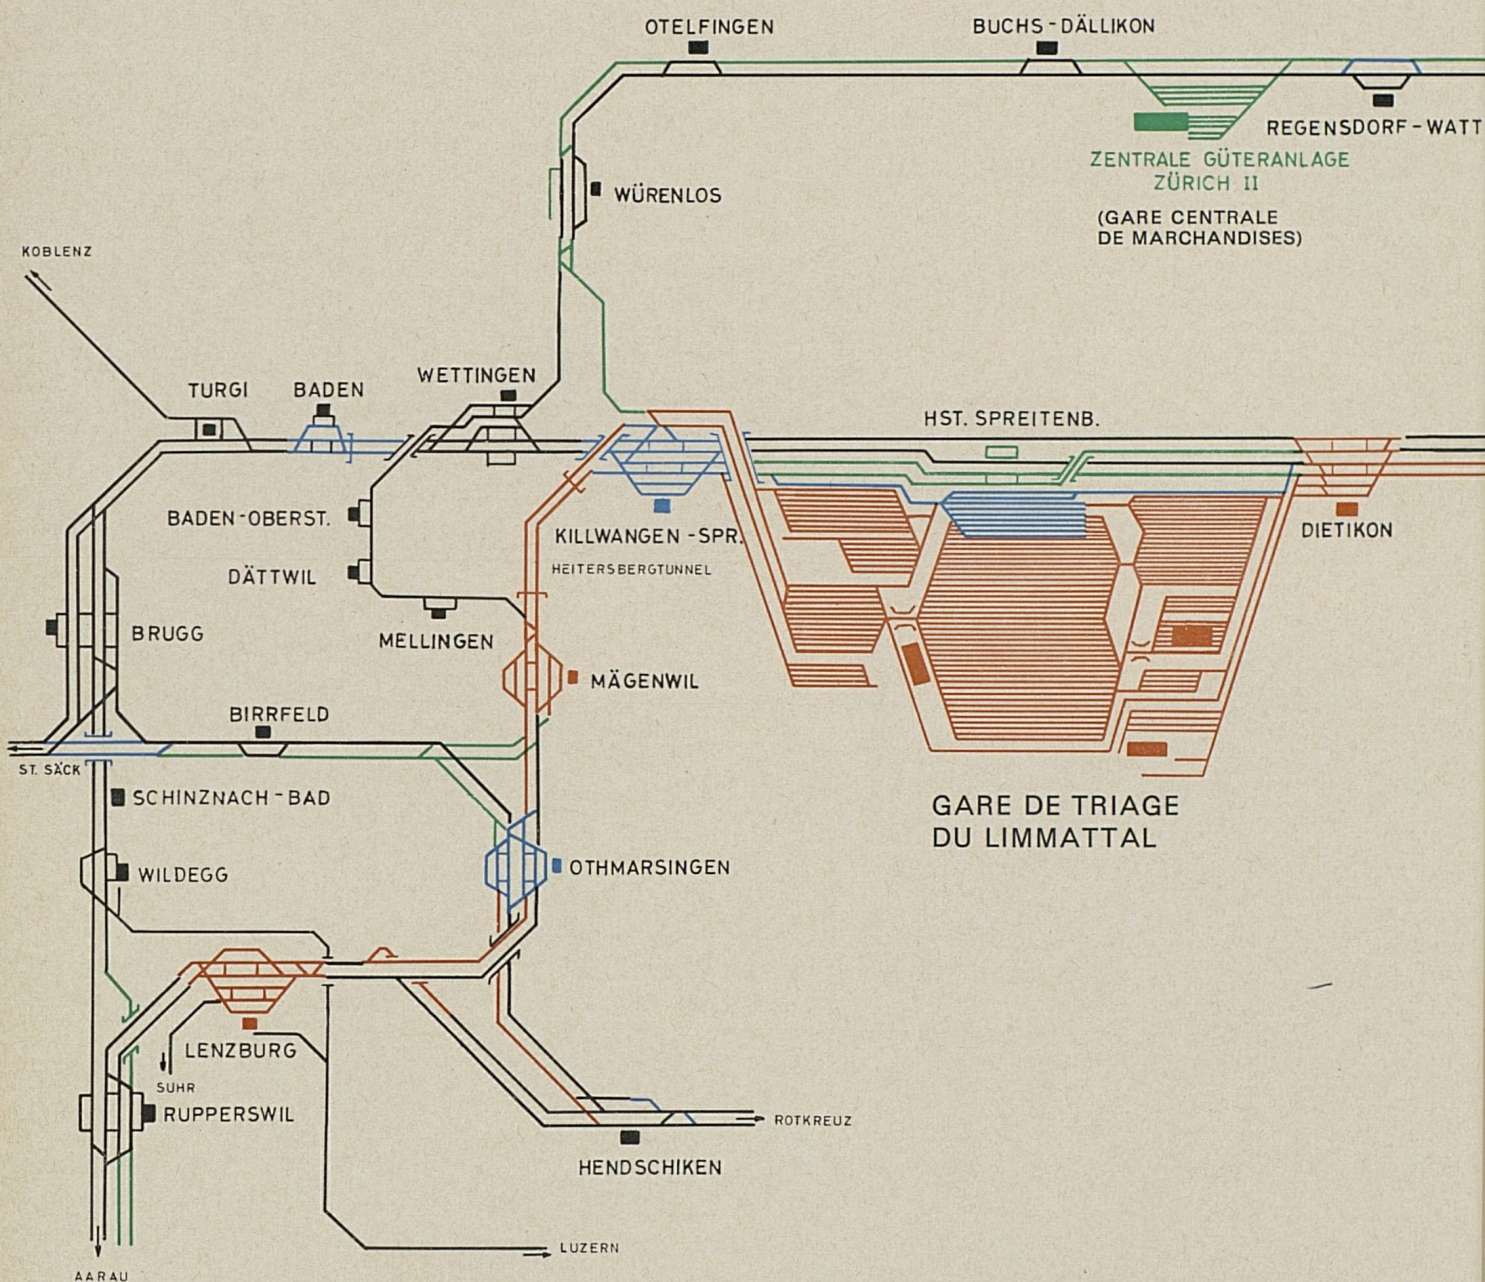 OTELFINGEN
BUCHS-DÄLLIKON
REGENSDORF-WATT
ZENTRALE GÜTERANLAGE
ZÜRICH II
(GARE CENTRALE
DE MARCHANDISES)
WÜRENLOS
KOBLENZ
TURGI
BADEN
WETTINGEN
HST. SPREITENB.
BADEN-OBERST.
KILLWANGEN-SPR.
DIETIKON
HEITERSBERGTUNNEL
DÄTTWIL
BRUGG
MELLINGEN
MÄGENWIL
BIRRFELD
ST. SÄCK
SCHINZNACH-BAD
GARE DE TRIAGE
DU LIMMATTAL
WILDEGG
OTHMARSINGEN
LENZBURG
SUHR
RUPPERSWIL
ROTKREUZ
HENDSCHIKEN
LUZERN
AARAU